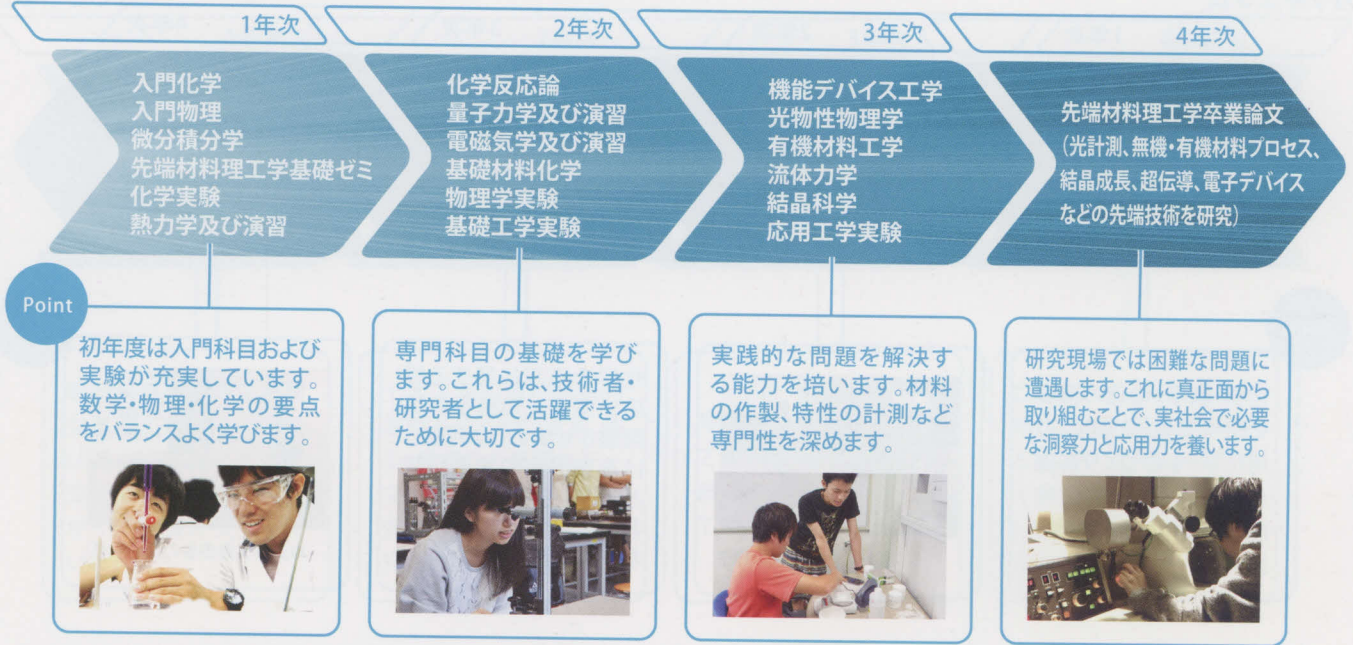 1年次
入門化学
入門物理
微分積分学
先端材料理工学基礎ゼミ
化学実験
熱力学及び演習
2年次
化学反応論
量子力学及び演習
電磁気学及び演習
基礎材料化学
物理学実験
基礎工学実験
3年次
機能デバイス工学
光物性物理学
有機材料工学
流体力学
結晶科学
応用工学実験
4年次
先端材料理工学卒業論文
(光計測、無機・有機材料プロセス、
結晶成長、超伝導、電子デバイス
などの先端技術を研究)
Point
初年度は入門科目および
実験が充実しています。
数学・物理・化学の要点
をバランスよく学びます。
専門科目の基礎を学び
ます。これらは、技術者・
研究者として活躍できる
ために大切です。
実践的な問題を解決す
る能力を培います。材料
の作製、特性の計測など
専門性を深めます。
研究現場では困難な問題に
遭遇します。これに真正面から
取り組むことで、実社会で必要
な洞察力と応用力を養います。